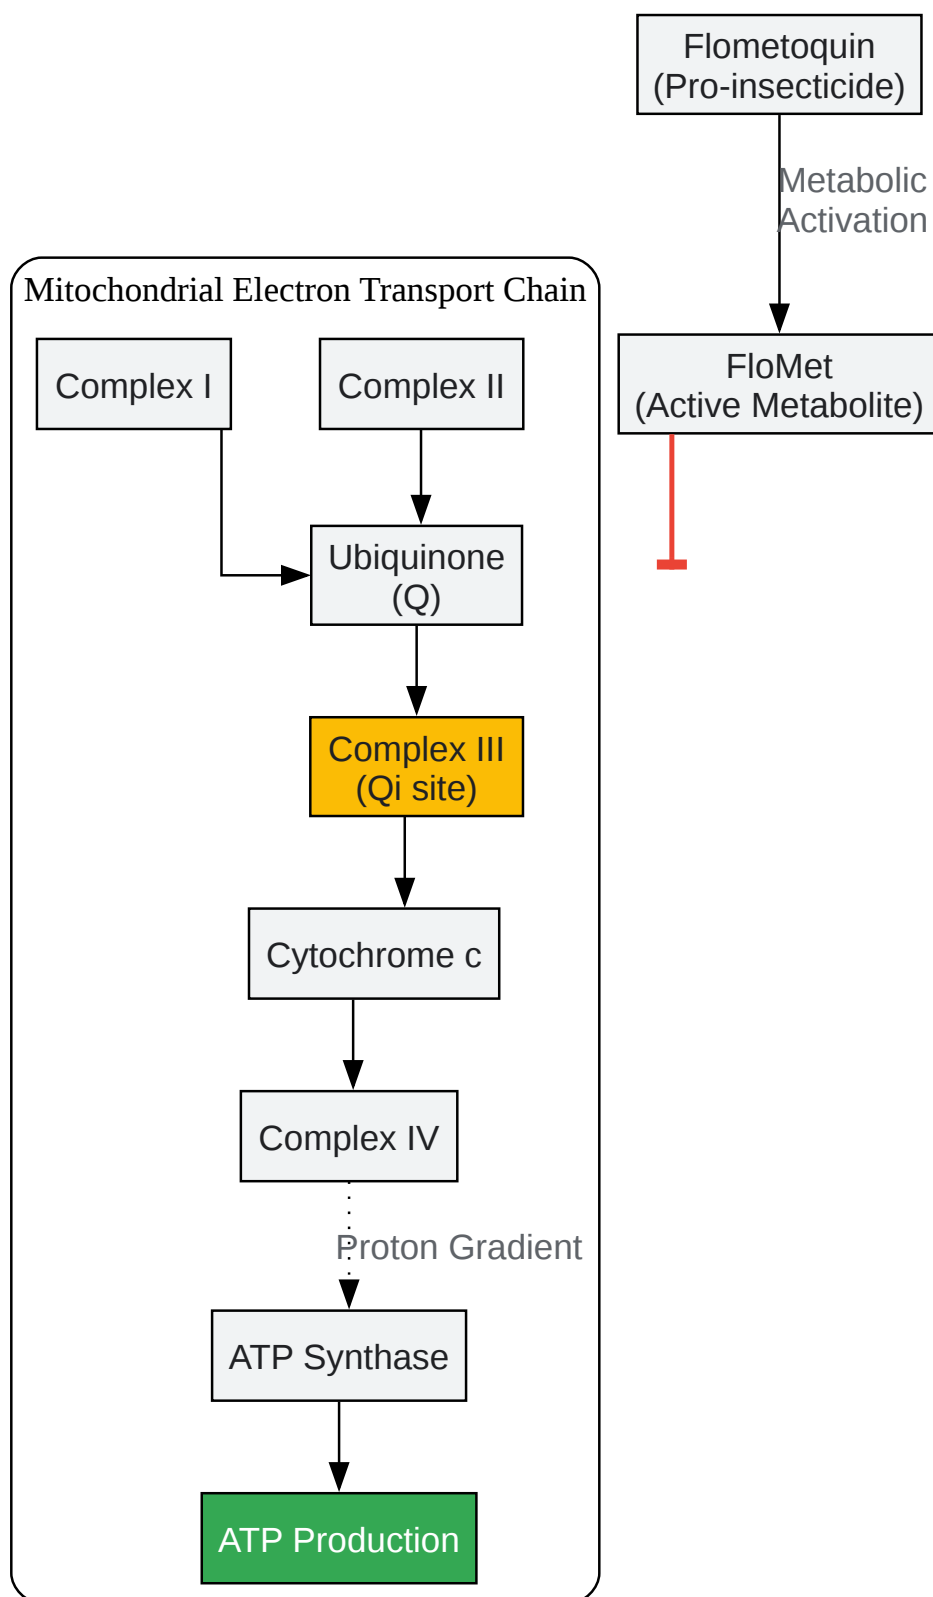 Flometoquin
(Pro-insecticide)
Metabolic
Activation
Mitochondrial Electron Transport Chain
Complex I
Complex II
FloMet
(Active Metabolite)
Ubiquinone
(Q)
Complex III
(Qi site)
Cytochrome c
Complex IV
Proton Gradient
ATP Synthase
ATP Production